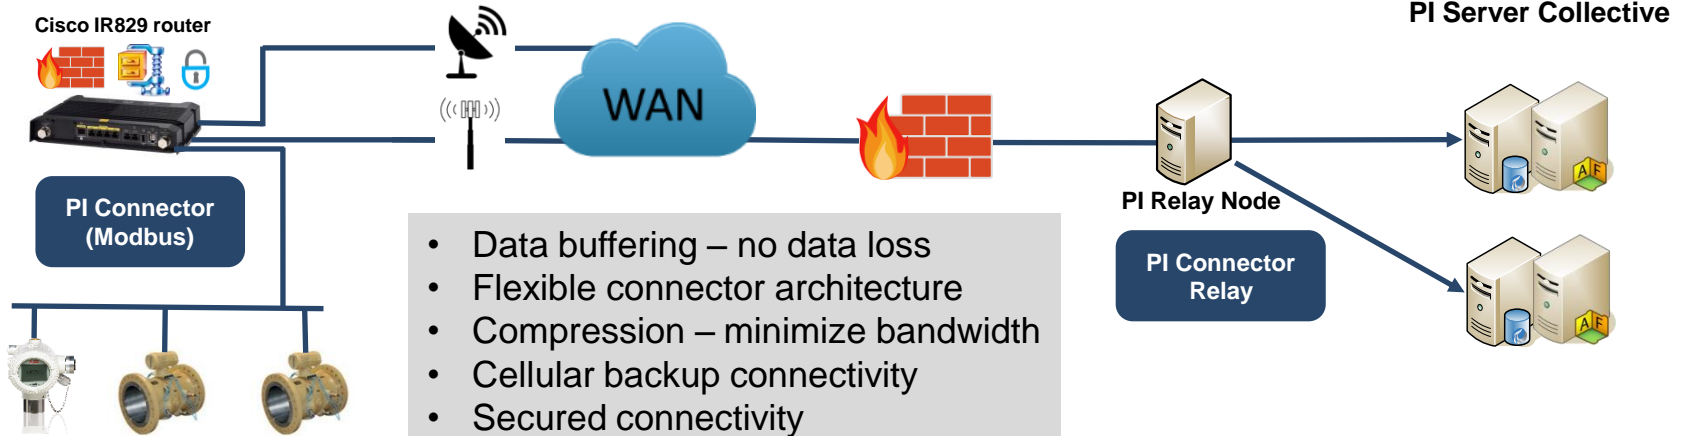 PI Server Collective
Cisco IR829 router
WAN
PI Connector
(Modbus)
PI Relay Node
PI Connector
Relay
• Data buffering – no data loss
• Flexible connector architecture
• Compression – minimize bandwidth
• Cellular backup connectivity
• Secured connectivity
A F
A F